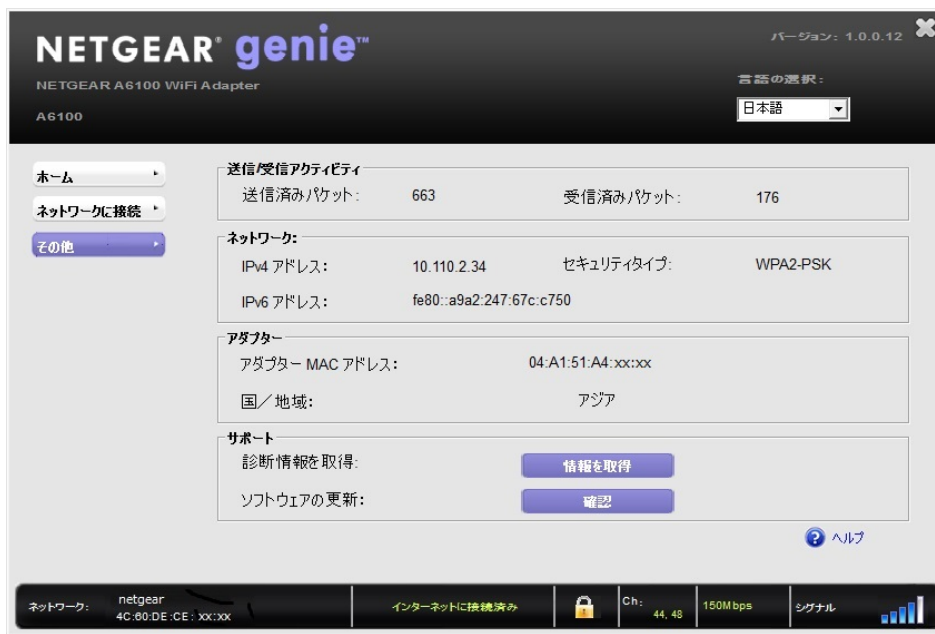 NETGEAR® genie™
バージョン: 1.0.0.12
NETGEAR A6100 WiFi Adapter
言語の選択:
A6100
日本語
ホーム
ネットワークに接続
その他
送信/受信アクティビティ
送信済みパケット: 663 受信済みパケット: 176
ネットワーク:
IPv4 アドレス: 10.110.2.34 セキュリティタイプ: WPA2-PSK
IPv6 アドレス: fe80::a9a2:247:67c:c750
アダプター
アダプター MAC アドレス: 04:A1:51:A4:xx:xx
国／地域: アジア
サポート
診断情報を取得: 情報を取得
ソフトウェアの更新: 確認
? ヘルプ
ネットワーク: netgear
4C:60:DE:CE: xx:xx
インターネットに接続済み
Ch: 44, 48
150Mbps
シグナル